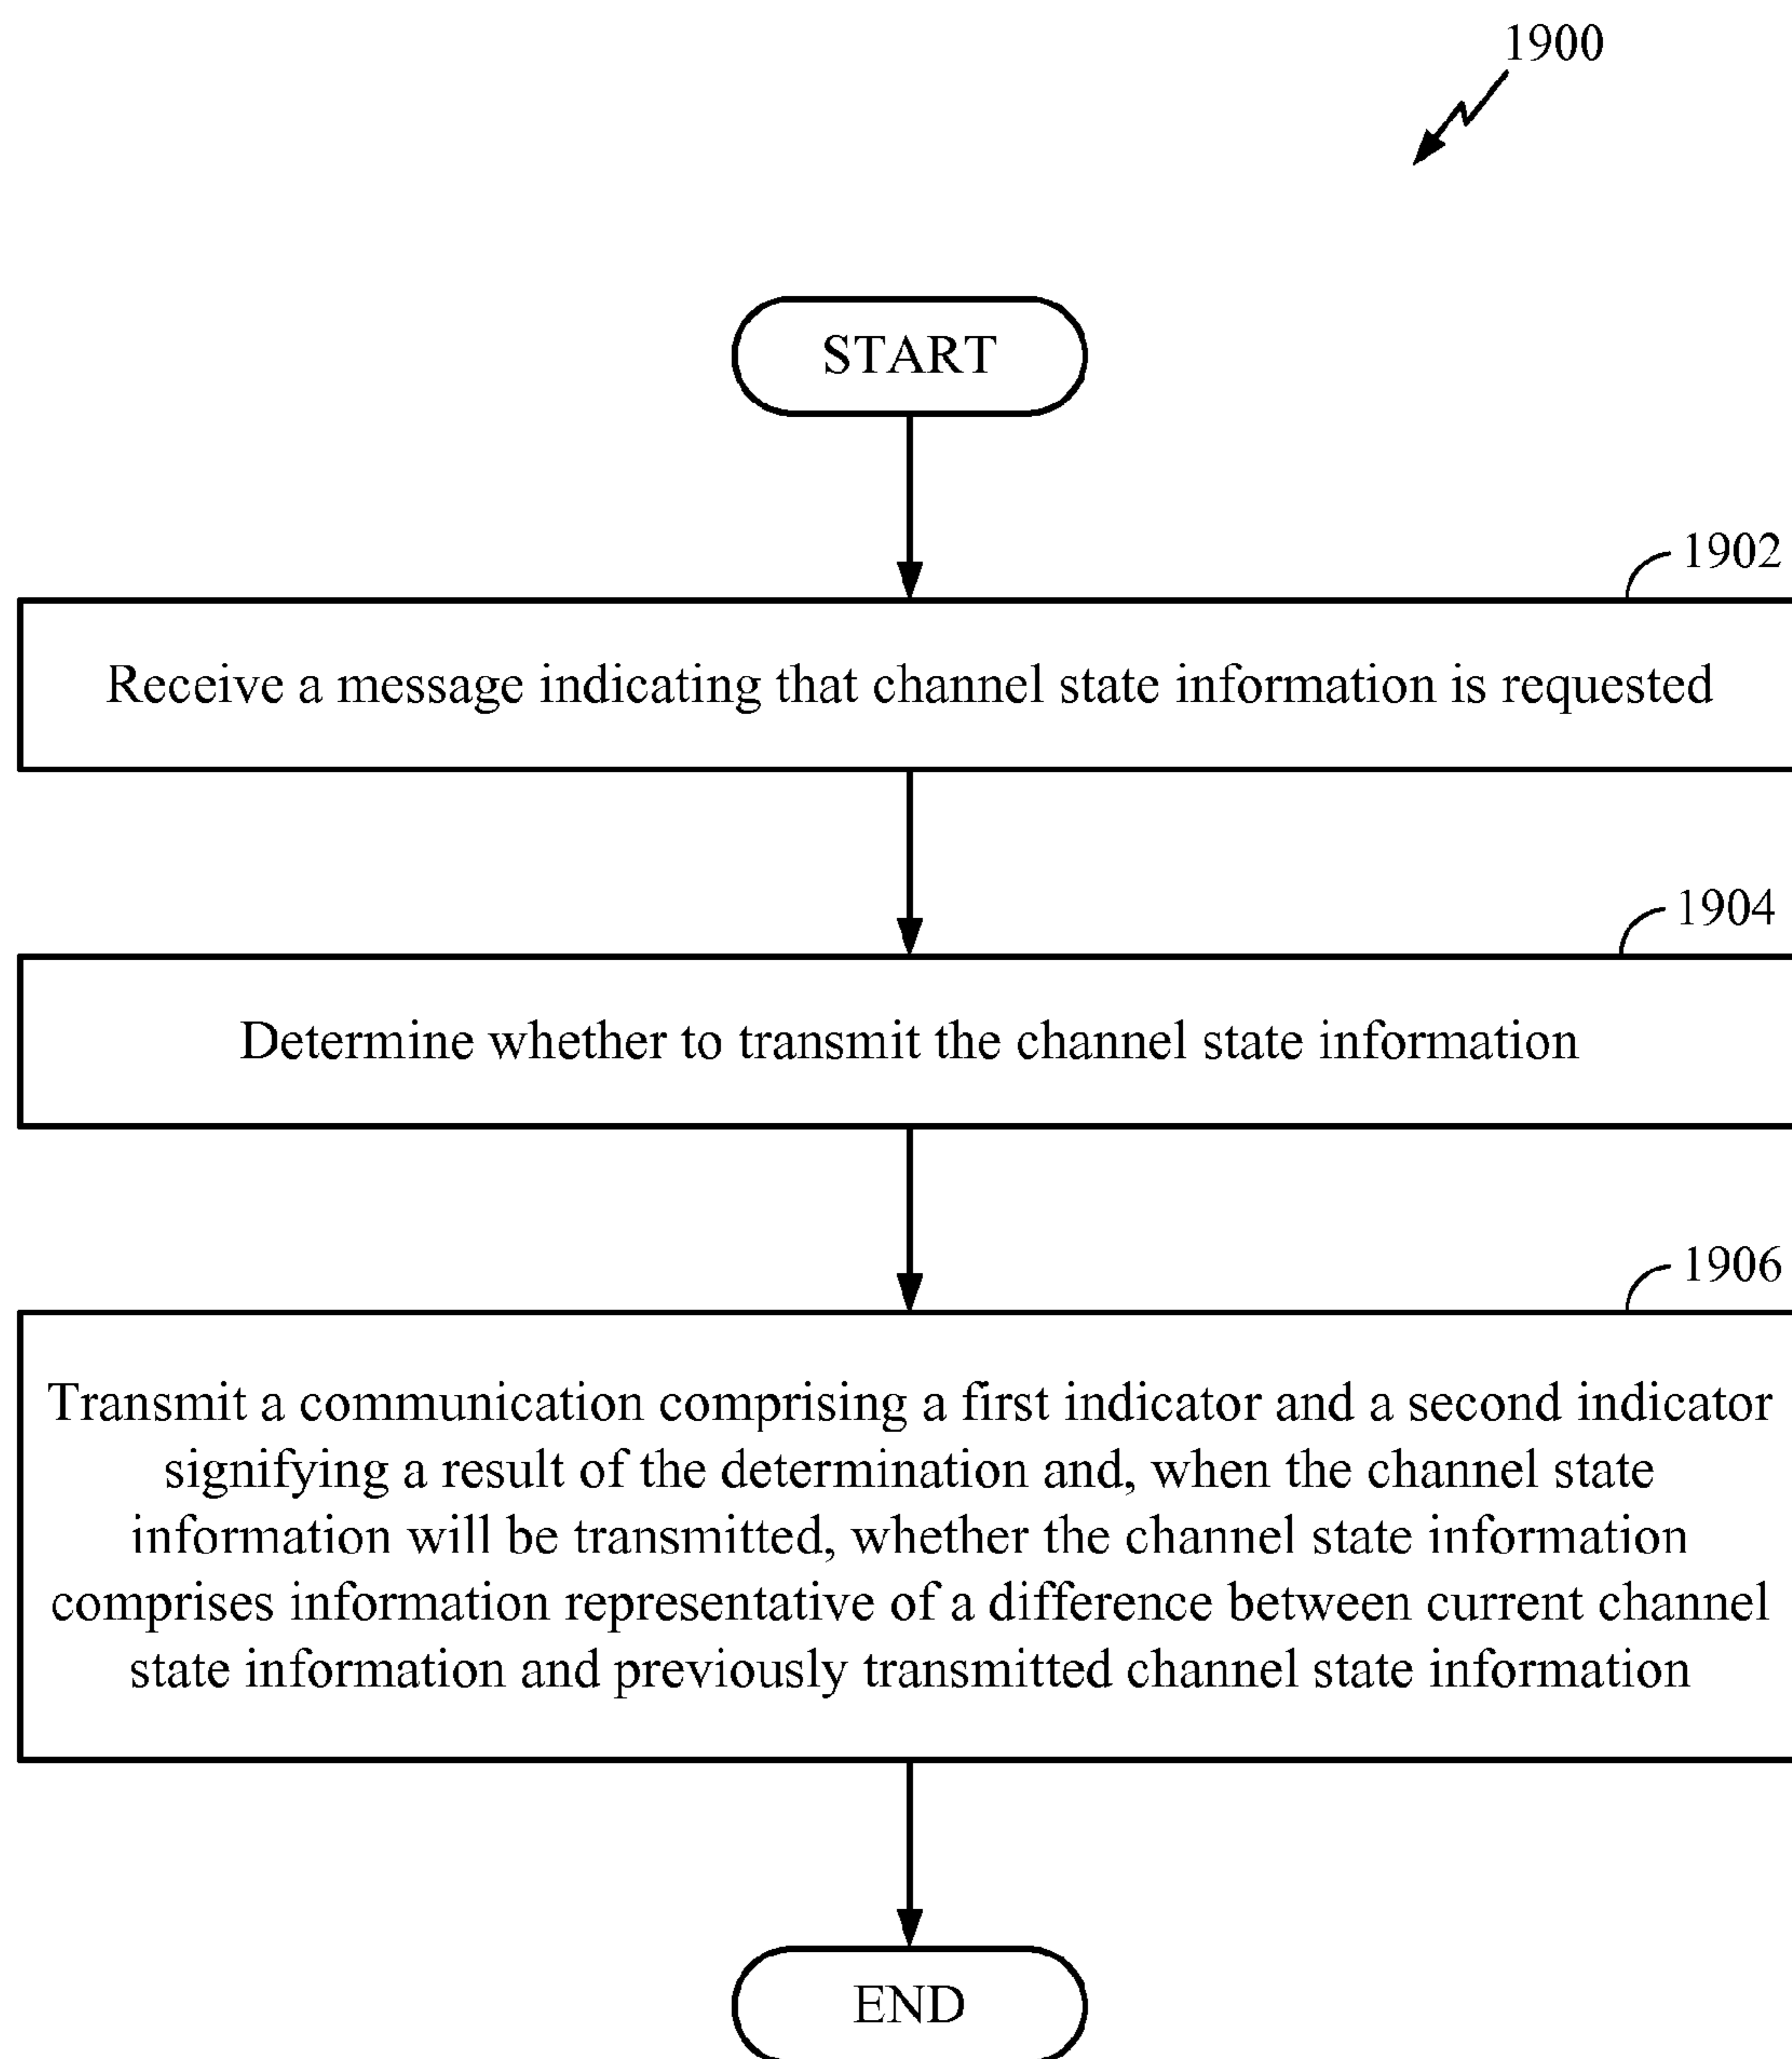 1900
START
1902
Receive a message indicating that channel state information is requested
1904
Determine whether to transmit the channel state information
1906
Transmit a communication comprising a first indicator and a second indicator
signifying a result of the determination and, when the channel state
information will be transmitted, whether the channel state information
comprises information representative of a difference between current channel
state information and previously transmitted channel state information
END